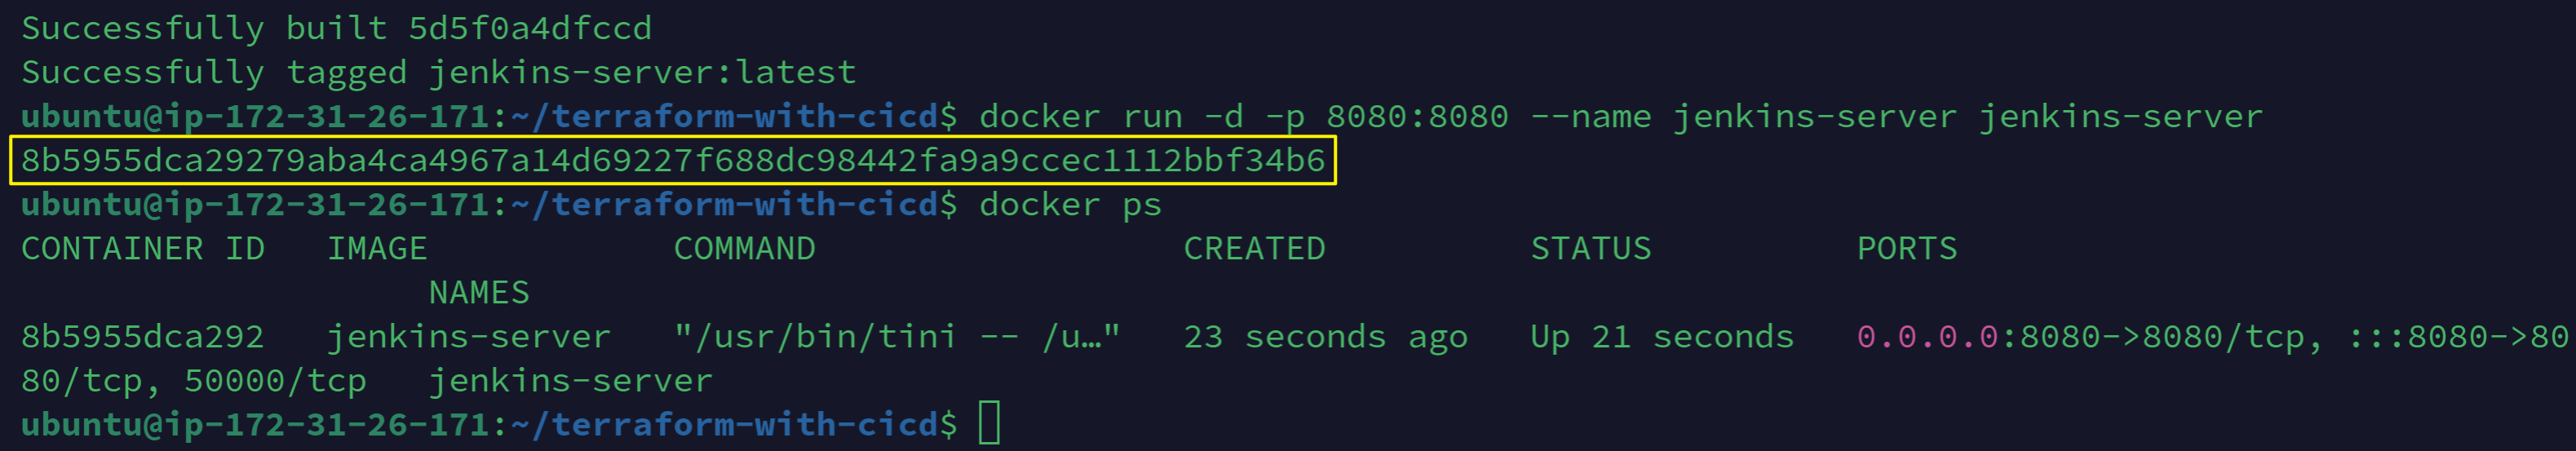 Successfully built 5d5f0a4dfccd
Successfully tagged jenkins-server:latest
ubuntu@ip-172-31-26-171:~/terraform-with-cicd$ docker run -d -p 8080:8080 --name jenkins-server jenkins-server
8b5955dca29279aba4ca4967a14d69227f688dc98442fa9a9ccec1112bbf34b6
ubuntu@ip-172-31-26-171:~/terraform-with-cicd$ docker ps
CONTAINER ID   IMAGE            COMMAND                  CREATED          STATUS          PORTS
                    NAMES
8b5955dca292   jenkins-server   "/usr/bin/tini -- /u…"   23 seconds ago   Up 21 seconds   0.0.0.0:8080->8080/tcp, :::8080->80
80/tcp, 50000/tcp   jenkins-server
ubuntu@ip-172-31-26-171:~/terraform-with-cicd$